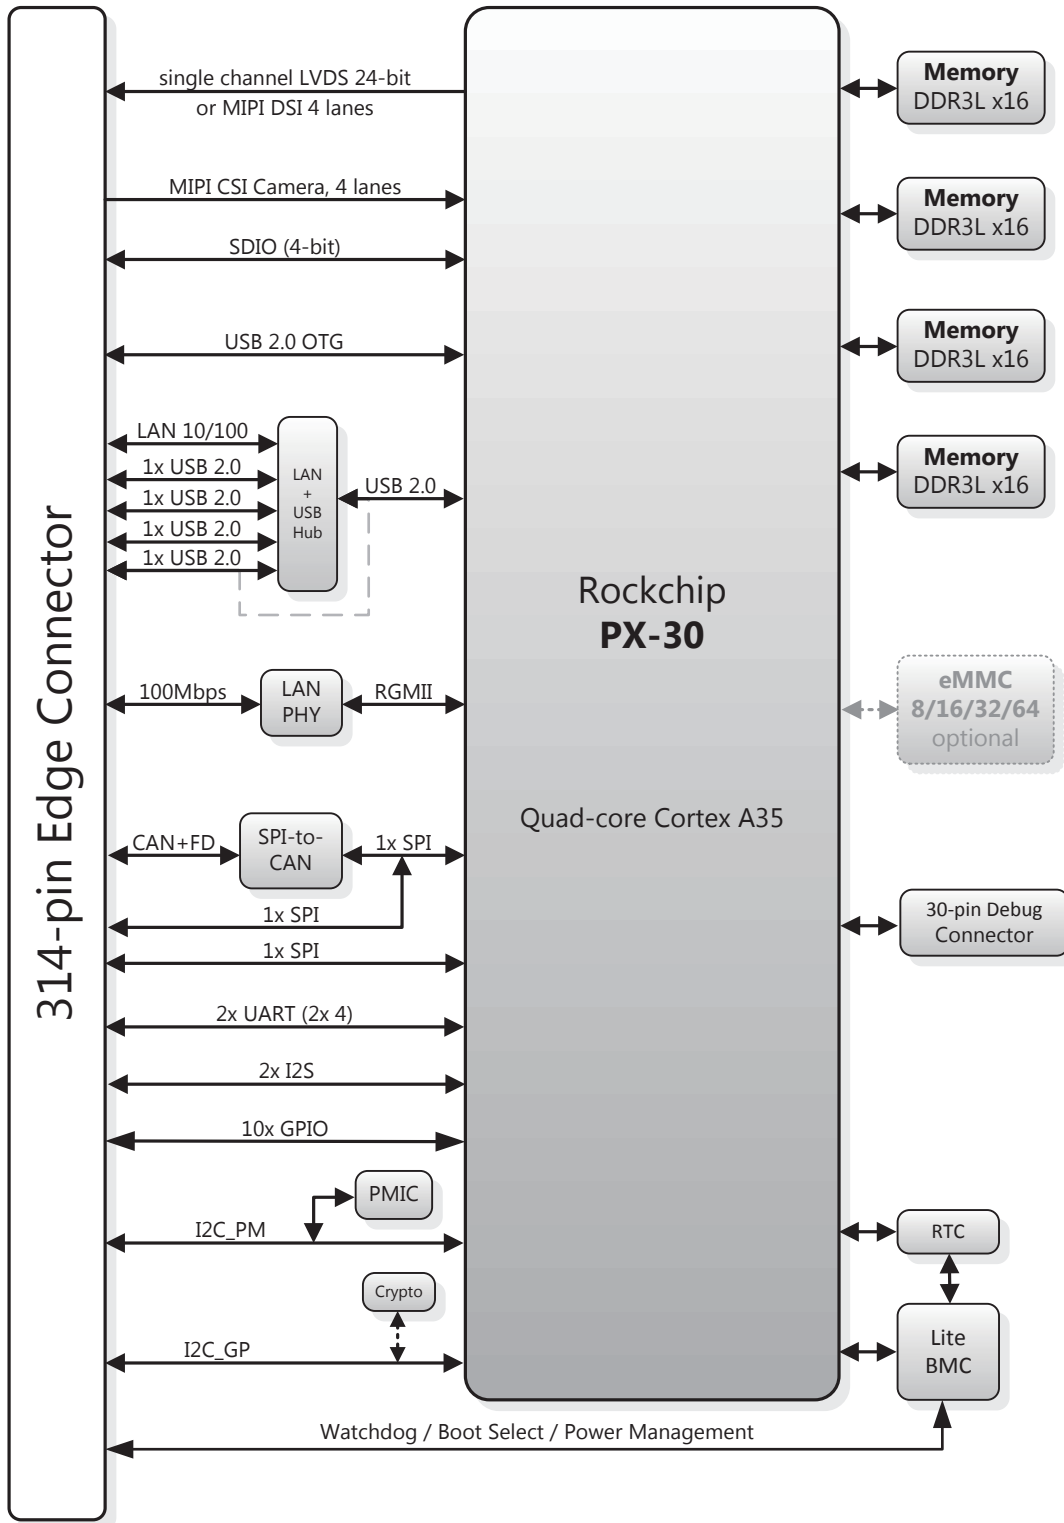 314-pin Edge Connector
single channel LVDS 24-bit
or MIPI DSI 4 lanes
MIPI CSI Camera, 4 lanes
SDIO (4-bit)
USB 2.0 OTG
LAN 10/100
1x USB 2.0
1x USB 2.0
1x USB 2.0
1x USB 2.0
LAN
+
USB
Hub
USB 2.0
100Mbps
LAN
PHY
RGMII
CAN+FD
SPI-to-
CAN
1x SPI
1x SPI
1x SPI
2x UART (2x 4)
2x I2S
10x GPIO
PMIC
I2C_PM
Crypto
I2C_GP
Watchdog / Boot Select / Power Management
Rockchip
PX-30
Quad-core Cortex A35
Memory
DDR3L x16
Memory
DDR3L x16
Memory
DDR3L x16
Memory
DDR3L x16
eMMC
8/16/32/64
optional
30-pin Debug
Connector
RTC
Lite
BMC